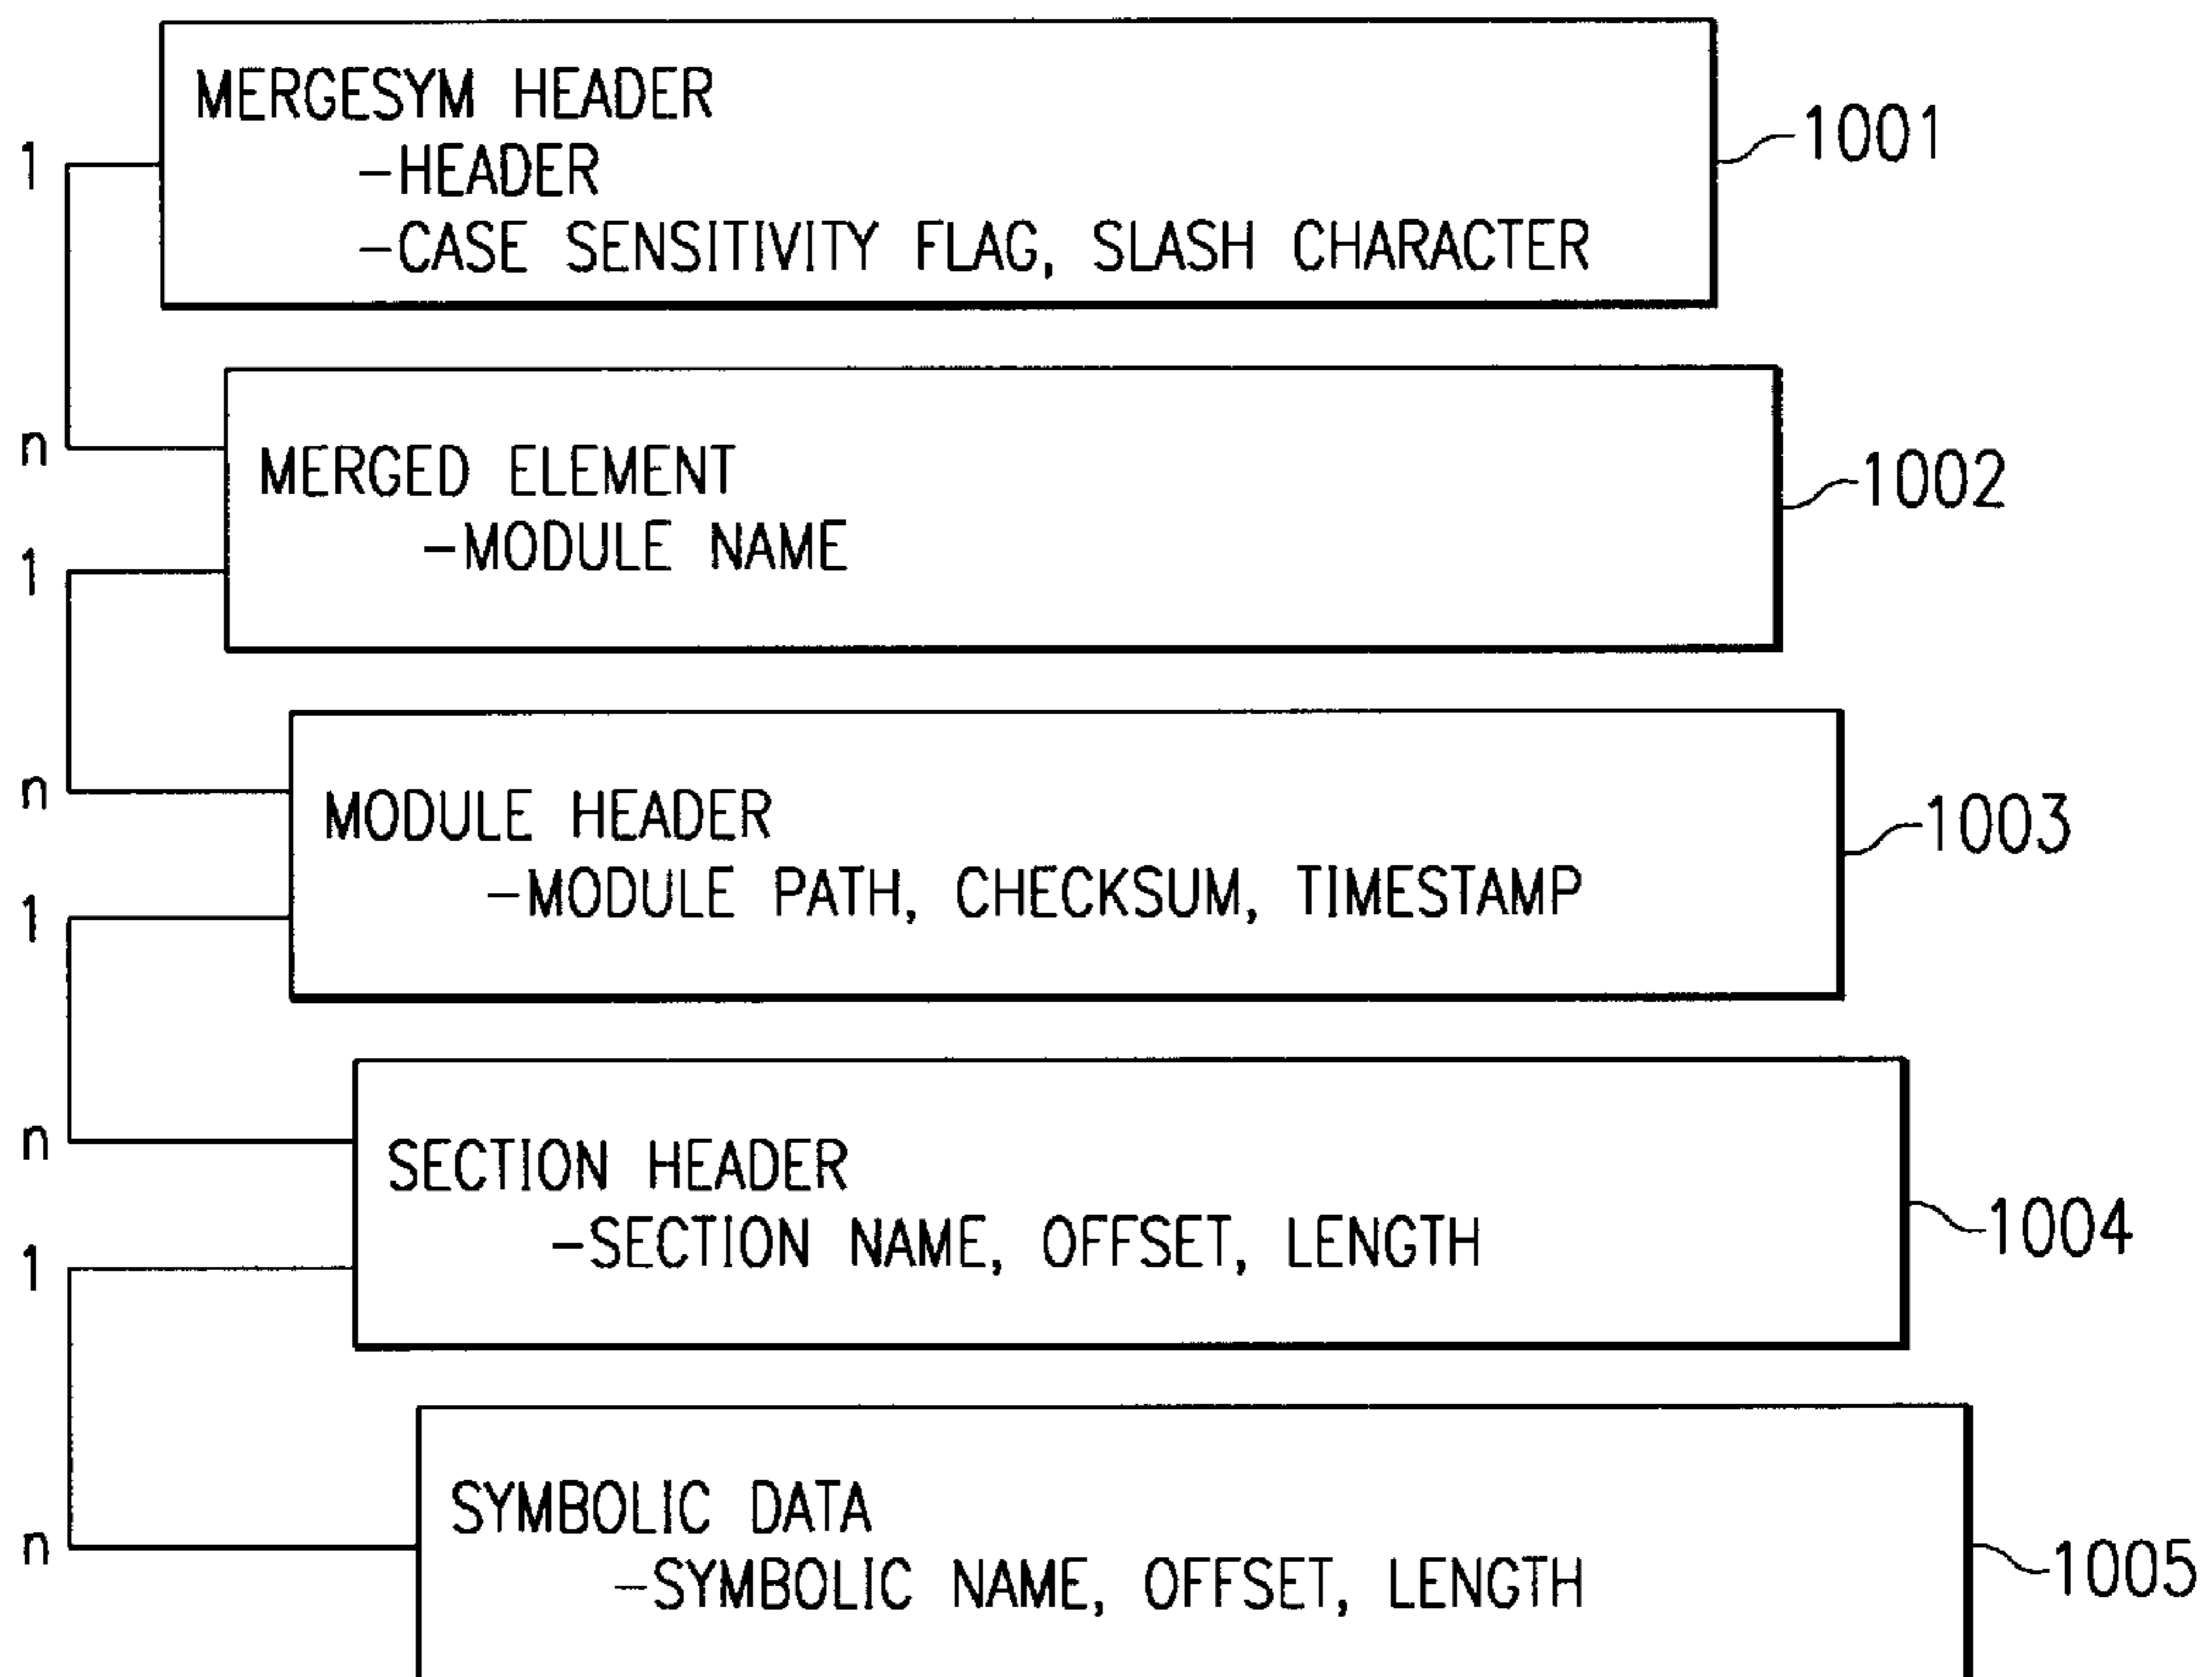 MERGESYM HEADER
-HEADER
-CASE SENSITIVITY FLAG, SLASH CHARACTER
1001
1
n
MERGED ELEMENT
-MODULE NAME
1002
1
n
MODULE HEADER
-MODULE PATH, CHECKSUM, TIMESTAMP
1003
1
n
SECTION HEADER
-SECTION NAME, OFFSET, LENGTH
1004
1
n
SYMBOLIC DATA
-SYMBOLIC NAME, OFFSET, LENGTH
1005